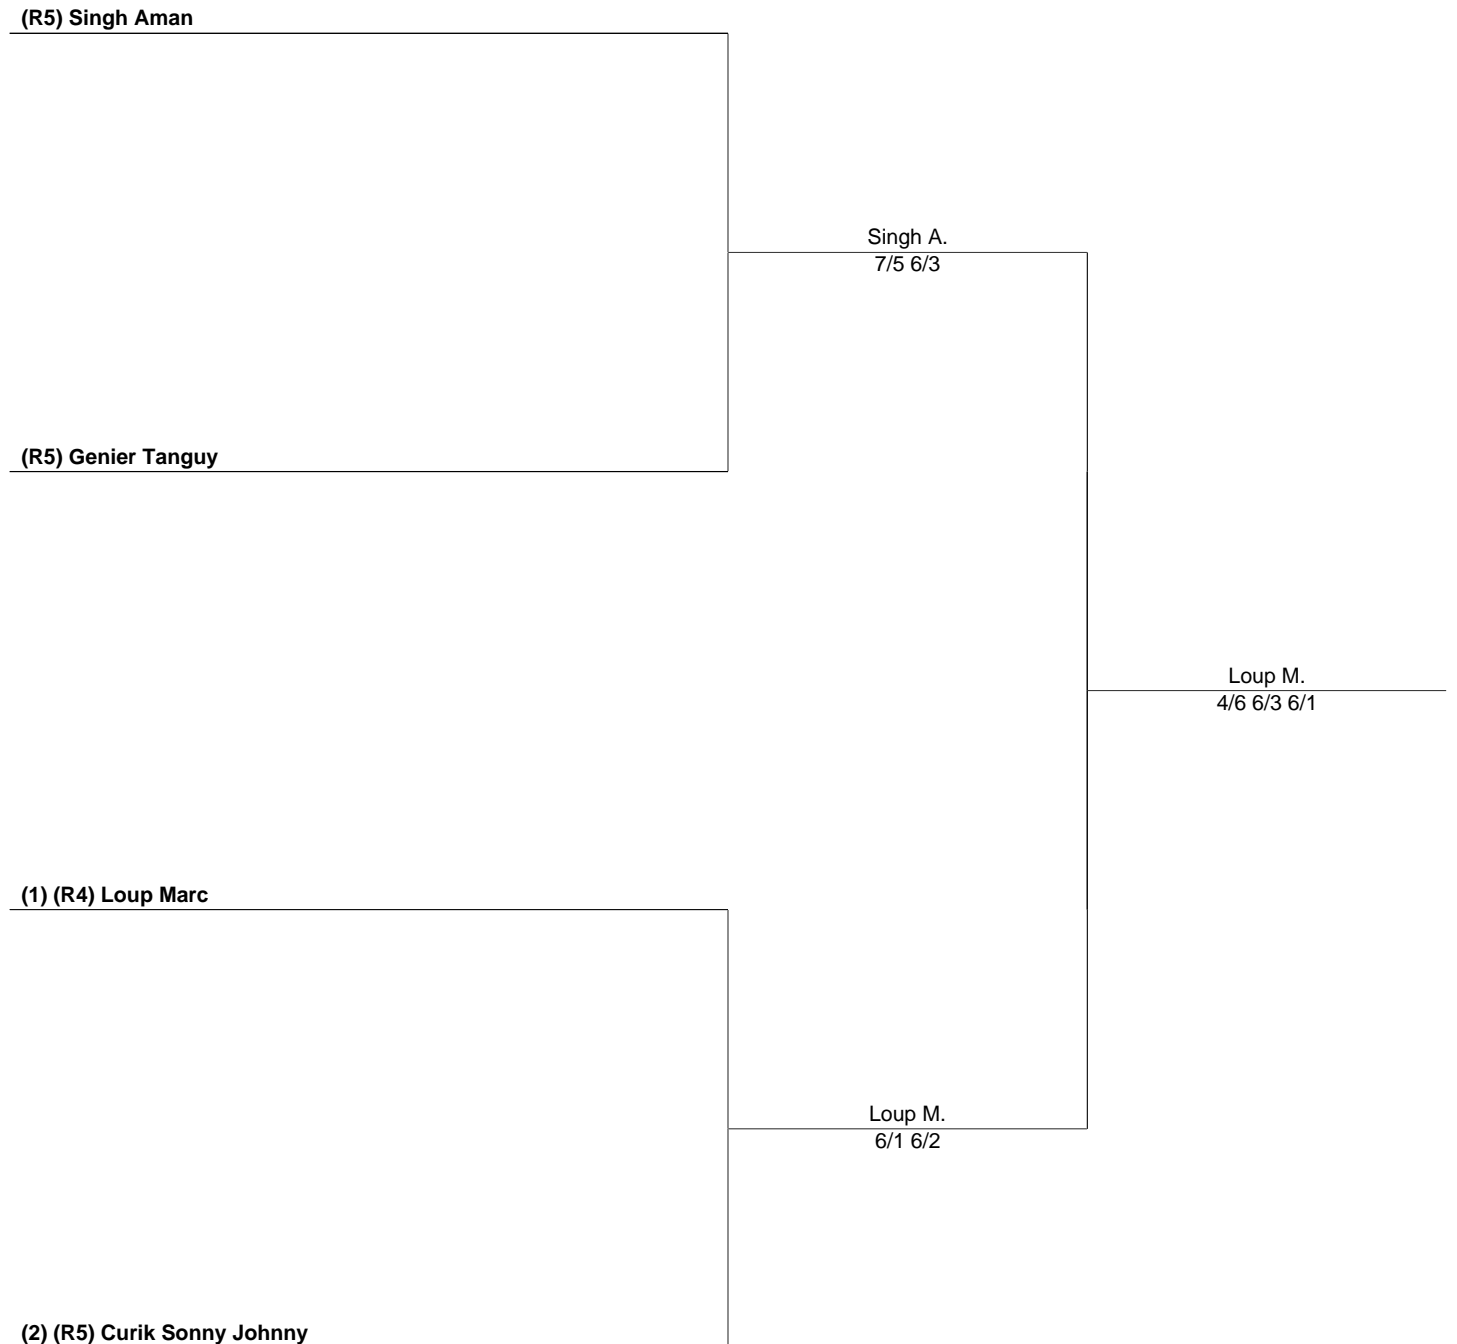 (R5) Singh Aman
Singh A.
7/5 6/3
(R5) Genier Tanguy
Loup M.
4/6 6/3 6/1
(1) (R4) Loup Marc
Loup M.
6/1 6/2
(2) (R5) Curik Sonny Johnny